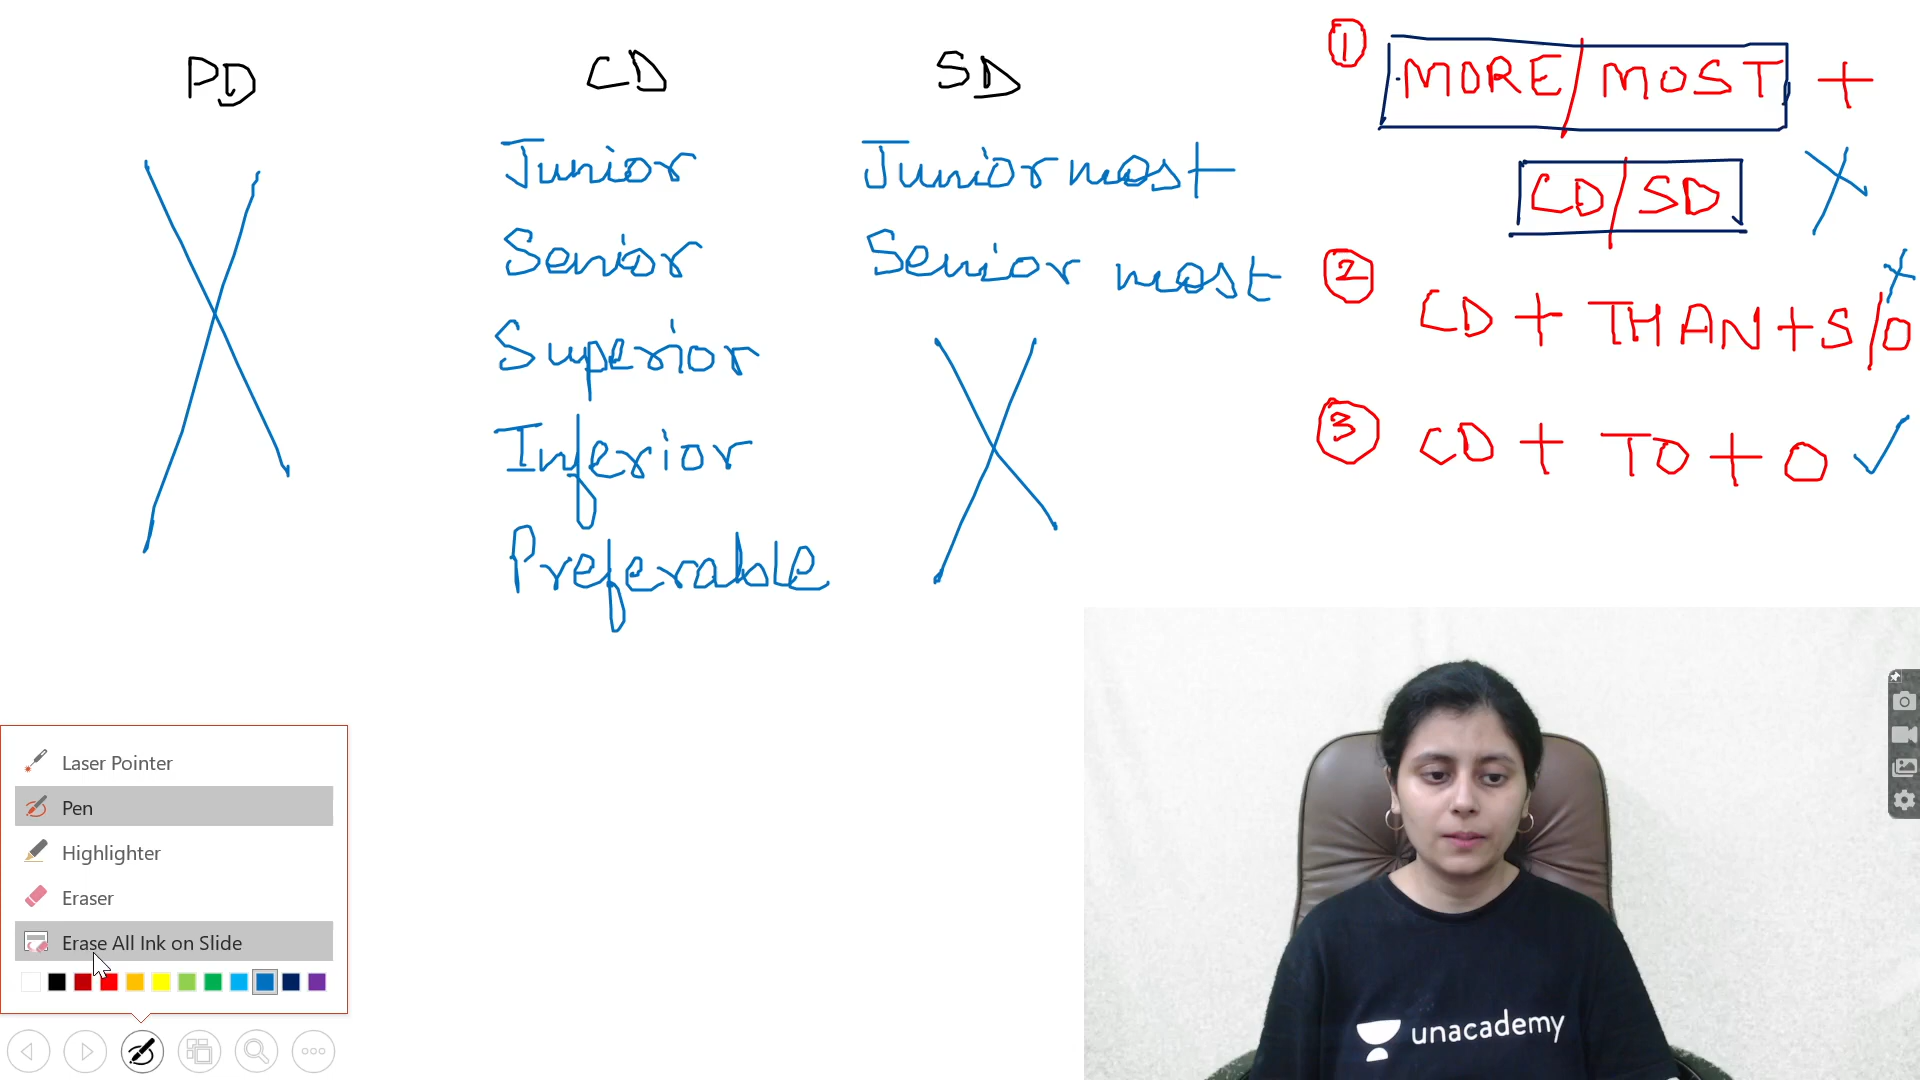 PD CD SD
Junior Juniormost
Senior Senior most
Superior
Inferior
Preferable
1 MORE/MOST +
CD/SD X
2 CD + THAN + S/O X
3 CD + TO + O ✓
Laser Pointer
Pen
Highlighter
Eraser
Erase All Ink on Slide
unacademy